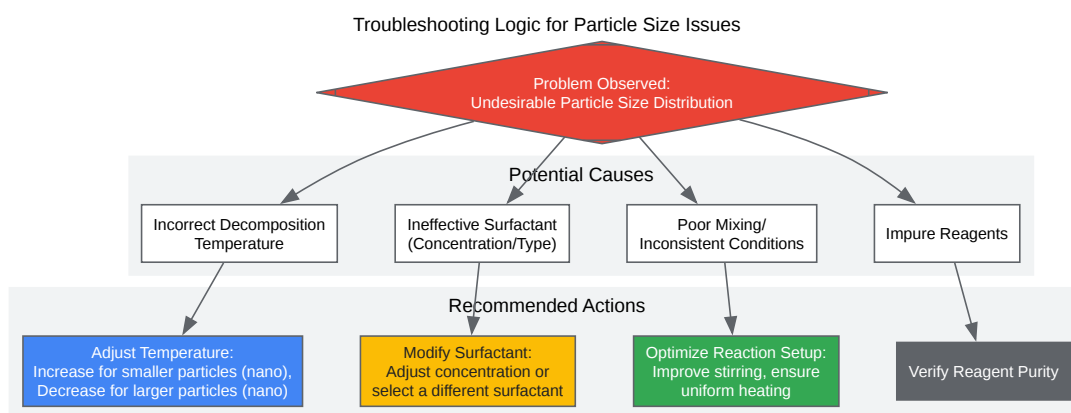 Troubleshooting Logic for Particle Size Issues
Problem Observed:
Undesirable Particle Size Distribution
Potential Causes
Incorrect Decomposition
Temperature
Ineffective Surfactant
(Concentration/Type)
Poor Mixing/
Inconsistent Conditions
Impure Reagents
Recommended Actions
Adjust Temperature:
Increase for smaller particles (nano),
Decrease for larger particles (nano)
Modify Surfactant:
Adjust concentration or
select a different surfactant
Optimize Reaction Setup:
Improve stirring, ensure
uniform heating
Verify Reagent Purity